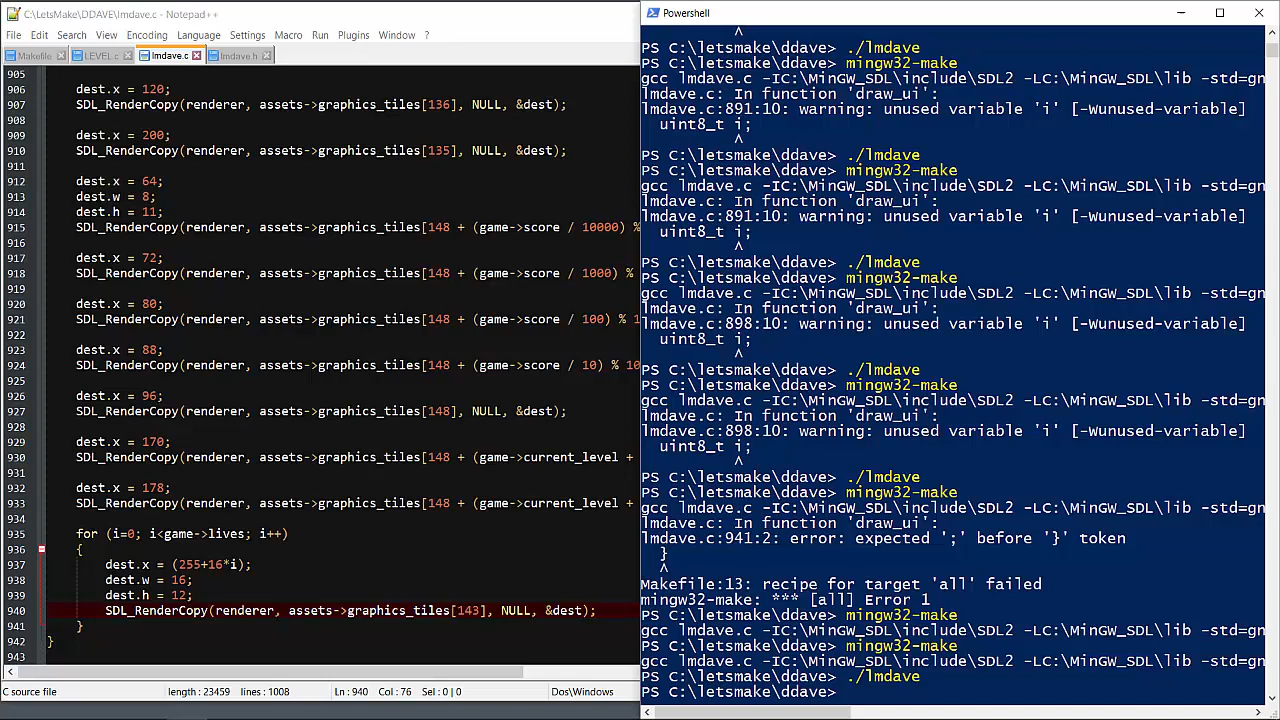 C:\LetsMake\DDAVE\lmdave.c - Notepad++
File Edit Search View Encoding Language Settings Macro Run Plugins Window ?
Makefile LEVEL.c lmdave.c lmdave.h
905
906 dest.x = 120;
907 SDL_RenderCopy(renderer, assets->graphics_tiles[136], NULL, &dest);
908
909 dest.x = 200;
910 SDL_RenderCopy(renderer, assets->graphics_tiles[135], NULL, &dest);
911
912 dest.x = 64;
913 dest.w = 8;
914 dest.h = 11;
915 SDL_RenderCopy(renderer, assets->graphics_tiles[148 + (game->score / 10000) %
916
917 dest.x = 72;
918 SDL_RenderCopy(renderer, assets->graphics_tiles[148 + (game->score / 1000) %
919
920 dest.x = 80;
921 SDL_RenderCopy(renderer, assets->graphics_tiles[148 + (game->score / 100) % 1
922
923 dest.x = 88;
924 SDL_RenderCopy(renderer, assets->graphics_tiles[148 + (game->score / 10) % 10
925
926 dest.x = 96;
927 SDL_RenderCopy(renderer, assets->graphics_tiles[148], NULL, &dest);
928
929 dest.x = 170;
930 SDL_RenderCopy(renderer, assets->graphics_tiles[148 + (game->current_level +
931
932 dest.x = 178;
933 SDL_RenderCopy(renderer, assets->graphics_tiles[148 + (game->current_level +
934
935 for (i=0; i<game->lives; i++)
936 {
937 dest.x = (255+16*i);
938 dest.w = 16;
939 dest.h = 12;
940 SDL_RenderCopy(renderer, assets->graphics_tiles[143], NULL, &dest);
941 }
942 }
943
C source file length : 23459 lines : 1008 Ln : 940 Col : 76 Sel : 0 | 0 Dos\Windows
Powershell
^
PS C:\letsmake\ddave> ./lmdave
PS C:\letsmake\ddave> mingw32-make
gcc lmdave.c -IC:\MinGW_SDL\include\SDL2 -LC:\MinGW_SDL\lib -std=gn
lmdave.c: In function 'draw_ui':
lmdave.c:891:10: warning: unused variable 'i' [-Wunused-variable]
uint8_t i;
^
PS C:\letsmake\ddave> ./lmdave
PS C:\letsmake\ddave> mingw32-make
gcc lmdave.c -IC:\MinGW_SDL\include\SDL2 -LC:\MinGW_SDL\lib -std=gn
lmdave.c: In function 'draw_ui':
lmdave.c:891:10: warning: unused variable 'i' [-Wunused-variable]
uint8_t i;
^
PS C:\letsmake\ddave> ./lmdave
PS C:\letsmake\ddave> mingw32-make
gcc lmdave.c -IC:\MinGW_SDL\include\SDL2 -LC:\MinGW_SDL\lib -std=gn
lmdave.c: In function 'draw_ui':
lmdave.c:898:10: warning: unused variable 'i' [-Wunused-variable]
uint8_t i;
^
PS C:\letsmake\ddave> ./lmdave
PS C:\letsmake\ddave> mingw32-make
gcc lmdave.c -IC:\MinGW_SDL\include\SDL2 -LC:\MinGW_SDL\lib -std=gn
lmdave.c: In function 'draw_ui':
lmdave.c:898:10: warning: unused variable 'i' [-Wunused-variable]
uint8_t i;
^
PS C:\letsmake\ddave> ./lmdave
PS C:\letsmake\ddave> mingw32-make
gcc lmdave.c -IC:\MinGW_SDL\include\SDL2 -LC:\MinGW_SDL\lib -std=gn
lmdave.c: In function 'draw_ui':
lmdave.c:941:2: error: expected ';' before '}' token
}
^
Makefile:13: recipe for target 'all' failed
mingw32-make: *** [all] Error 1
PS C:\letsmake\ddave> mingw32-make
gcc lmdave.c -IC:\MinGW_SDL\include\SDL2 -LC:\MinGW_SDL\lib -std=gn
PS C:\letsmake\ddave> mingw32-make
gcc lmdave.c -IC:\MinGW_SDL\include\SDL2 -LC:\MinGW_SDL\lib -std=gn
PS C:\letsmake\ddave> ./lmdave
PS C:\letsmake\ddave>